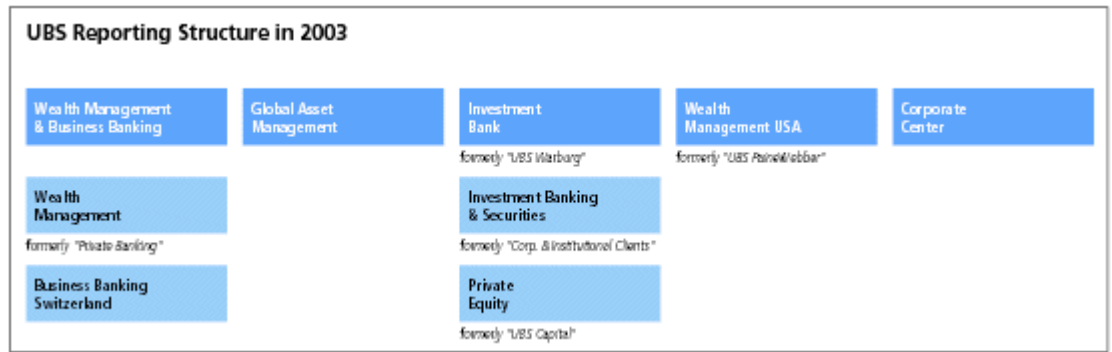 UBS Reporting Structure in 2003
Wealth Management
& Business Banking
Global Asset
Management
Investment
Bank
Wealth
Management USA
Corporate
Center
formerly "UBS Warburg"
formerly "UBS PaineWebber"
Wealth
Management
Investment Banking
& Securities
formerly "Private Banking"
formerly "Corp. & Institutional Clients"
Business Banking
Switzerland
Private
Equity
formerly "UBS Capital"